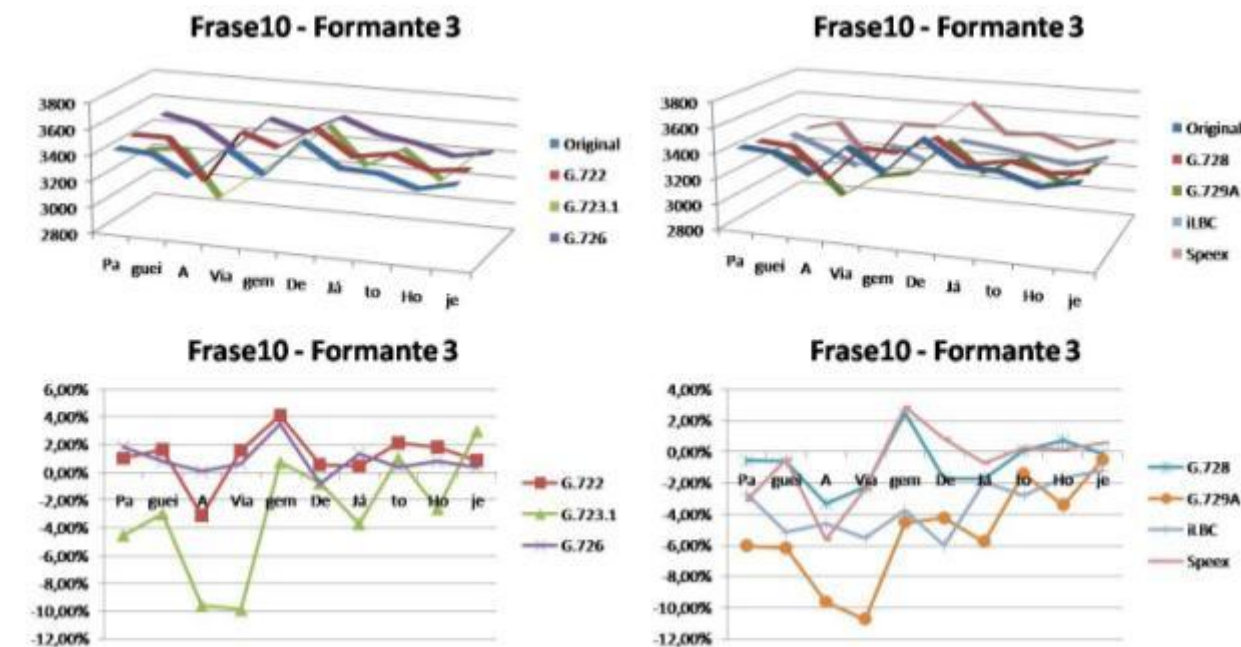 Frase10 - Formante 3
3800
3600
3400
3200
3000
2800
Pa guei A Via gem De Já to Ho je
Original
G.722
G.723.1
G.726
Frase10 - Formante 3
3800
3600
3400
3200
3000
2800
Pa guei A Via gem De Já to Ho je
Original
G.728
G.729A
iLBC
Speex
Frase10 - Formante 3
6,00%
4,00%
2,00%
0,00%
-2,00%
-4,00%
-6,00%
-8,00%
-10,00%
-12,00%
Pa guei A Via gem De Já to Ho je
G.722
G.723.1
G.726
Frase10 - Formante 3
4,00%
2,00%
0,00%
-2,00%
-4,00%
-6,00%
-8,00%
-10,00%
-12,00%
Pa guei A Via gem De Já to Ho je
G.728
G.729A
iLBC
Speex